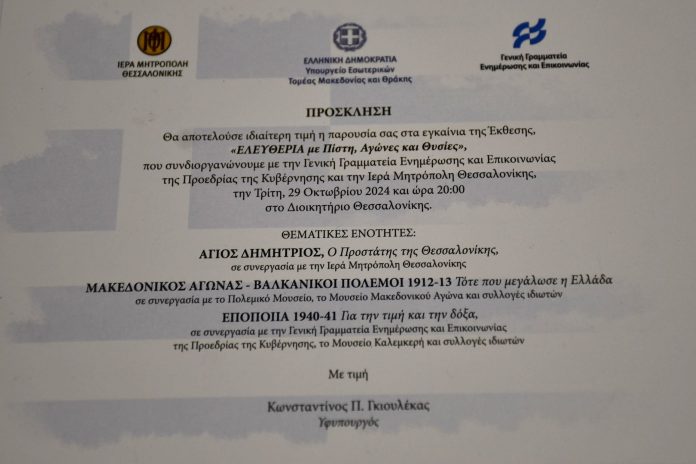 ΙΕΡΑ ΜΗΤΡΟΠΟΛΗ
ΘΕΣΣΑΛΟΝΙΚΗΣ
ΕΛΛΗΝΙΚΗ ΔΗΜΟΚΡΑΤΙΑ
Υπουργείο Εσωτερικών
Τομέας Μακεδονίας και Θράκης
Γενική Γραμματεία
Ενημέρωσης και Επικοινωνίας
ΠΡΟΣΚΛΗΣΗ
Θα αποτελούσε ιδιαίτερη τιμή η παρουσία σας στα εγκαίνια της Έκθεσης,
«ΕΛΕΥΘΕΡΙΑ με Πίστη, Αγώνες και Θυσίες»,
που συνδιοργανώνουμε με την Γενική Γραμματεία Ενημέρωσης και Επικοινωνίας
της Προεδρίας της Κυβέρνησης και την Ιερά Μητρόπολη Θεσσαλονίκης,
την Τρίτη, 29 Οκτωβρίου 2024 και ώρα 20:00
στο Διοικητήριο Θεσσαλονίκης.
ΘΕΜΑΤΙΚΕΣ ΕΝΟΤΗΤΕΣ:
ΑΓΙΟΣ ΔΗΜΗΤΡΙΟΣ, Ο Προστάτης της Θεσσαλονίκης,
σε συνεργασία με την Ιερά Μητρόπολη Θεσσαλονίκης
ΜΑΚΕΔΟΝΙΚΟΣ ΑΓΩΝΑΣ - ΒΑΛΚΑΝΙΚΟΙ ΠΟΛΕΜΟΙ 1912-13 Τότε που μεγάλωσε η Ελλάδα
σε συνεργασία με το Πολεμικό Μουσείο, το Μουσείο Μακεδονικού Αγώνα και συλλογές ιδιωτών
ΕΠΟΠΟΠΑ 1940-41 Για την τιμή και την δόξα,
σε συνεργασία με την Γενική Γραμματεία Ενημέρωσης και Επικοινωνίας
της Προεδρίας της Κυβέρνησης, το Μουσείο Καλεμκερή και συλλογές ιδιωτών
Με τιμή
Κωνσταντίνος Π. Γκιουλέκας
Υφυπουργός